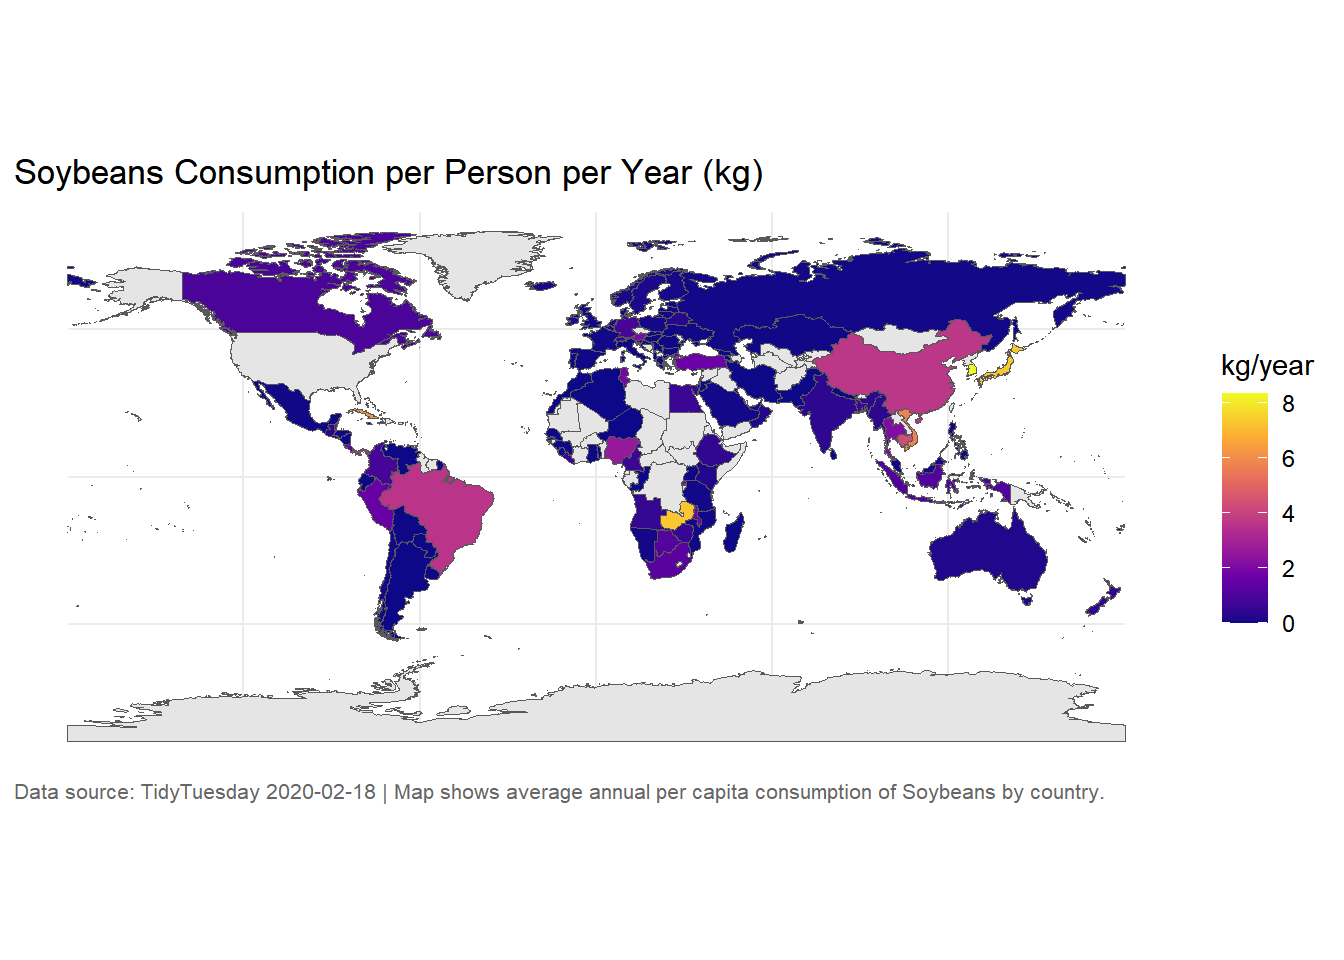 Soybeans Consumption per Person per Year (kg)
kg/year
8
6
4
2
0
Data source: TidyTuesday 2020-02-18 | Map shows average annual per capita consumption of Soybeans by country.